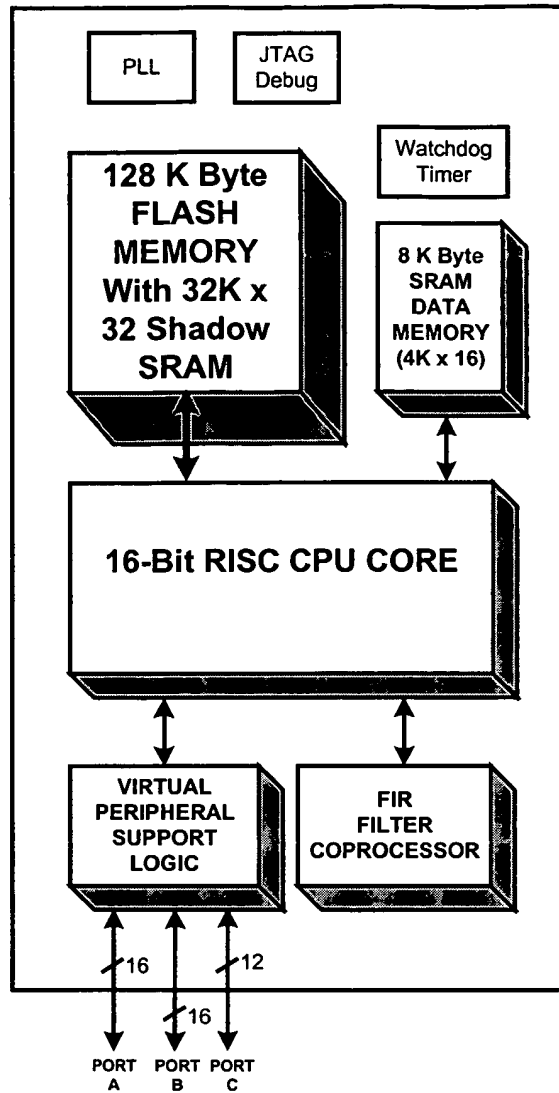 PLL
JTAG
Debug
Watchdog
Timer
128 K Byte
FLASH
MEMORY
With 32K x
32 Shadow
SRAM
8 K Byte
SRAM
DATA
MEMORY
(4K x 16)
16-Bit RISC CPU CORE
VIRTUAL
PERIPHERAL
SUPPORT
LOGIC
FIR
FILTER
COPROCESSOR
16
12
16
PORT
A
PORT
B
PORT
C